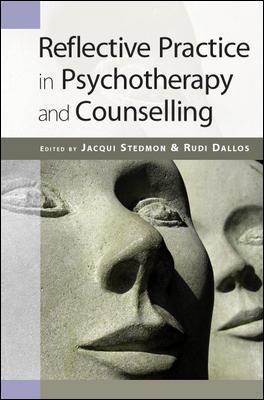 Reflective Practice
in Psychotherapy
and Counselling
EDITED BY JACQUI STEDMON & RUDI DALLOS